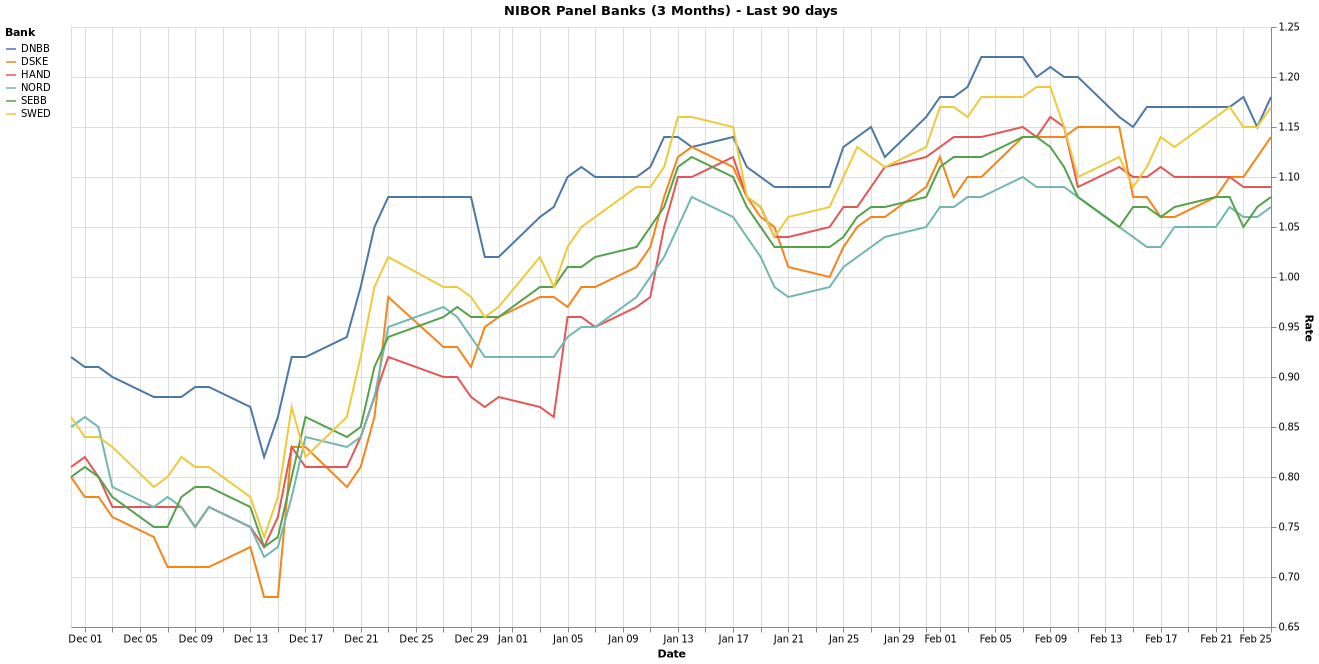 NIBOR Panel Banks (3 Months) - Last 90 days
Bank
DNBB
DSKE
HAND
NORD
SEBB
SWED
1.25
1.20
1.15
1.10
1.05
1.00
0.95
0.90
0.85
0.80
0.75
0.70
0.65
Rate
Dec 01 Dec 05 Dec 09 Dec 13 Dec 17 Dec 21 Dec 25 Dec 29 Jan 01 Jan 05 Jan 09 Jan 13 Jan 17 Jan 21 Jan 25 Jan 29 Feb 01 Feb 05 Feb 09 Feb 13 Feb 17 Feb 21 Feb 25
Date